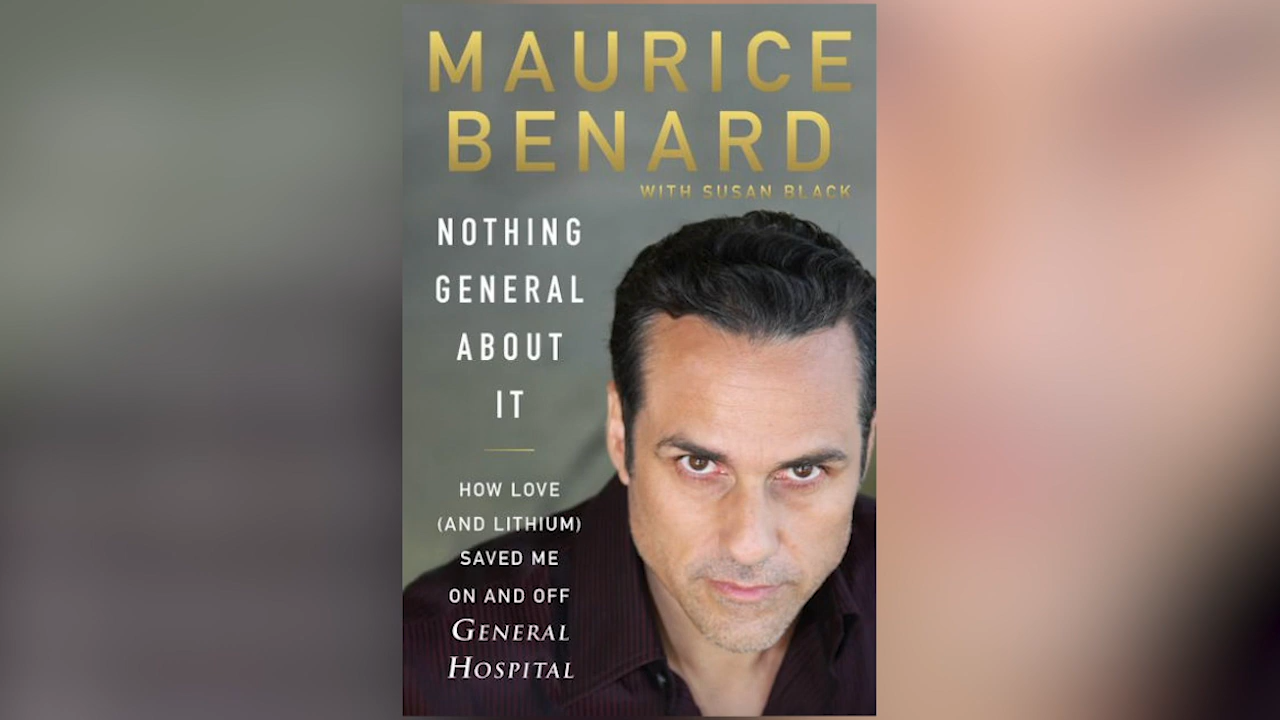 MAURICE
BENARD
WITH SUSAN BLACK
NOTHING
GENERAL
ABOUT
IT
HOW LOVE
(AND LITHIUM)
SAVED ME
ON AND OFF
GENERAL
HOSPITAL